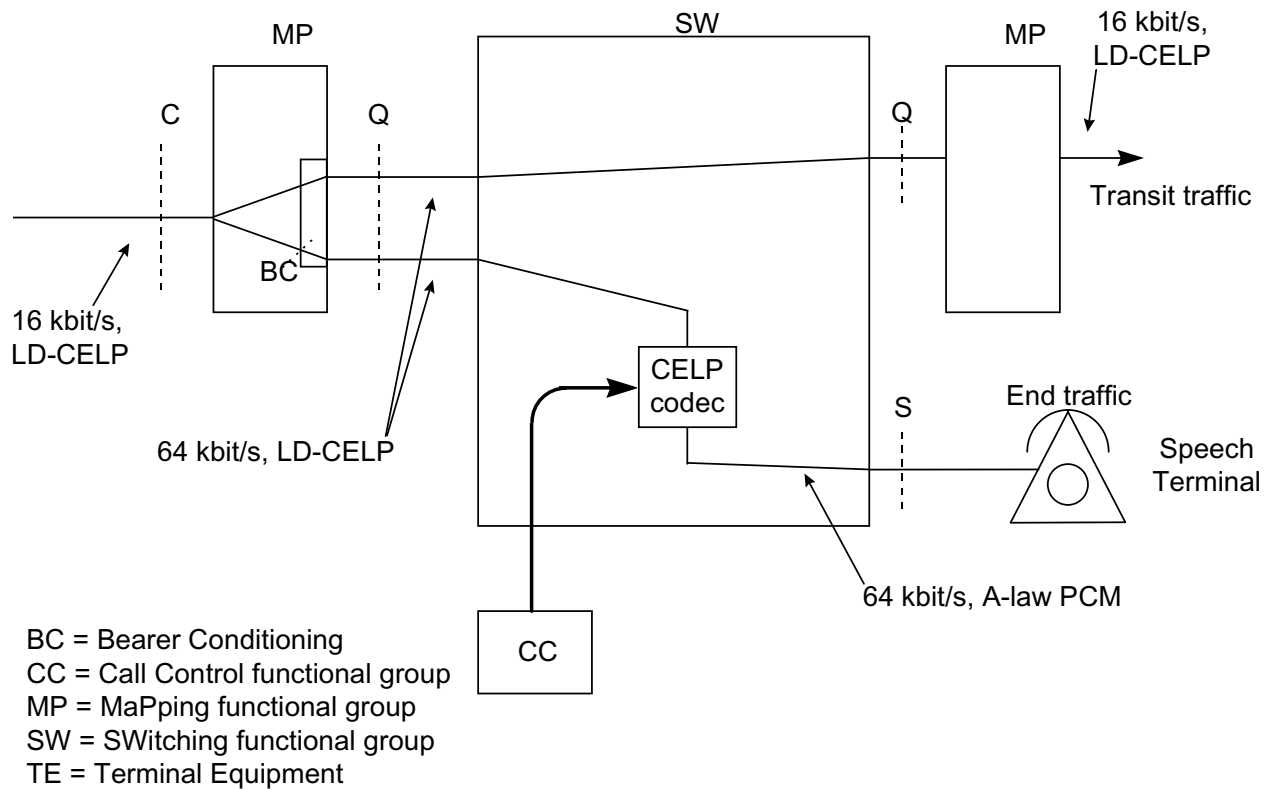 SW
MP
MP
16 kbit/s,
LD-CELP
C
Q
Q
Transit traffic
BC
16 kbit/s,
LD-CELP
CELP
codec
S
End traffic
Speech
Terminal
64 kbit/s, LD-CELP
64 kbit/s, A-law PCM
CC
BC = Bearer Conditioning
CC = Call Control functional group
MP = MaPping functional group
SW = SWitching functional group
TE = Terminal Equipment